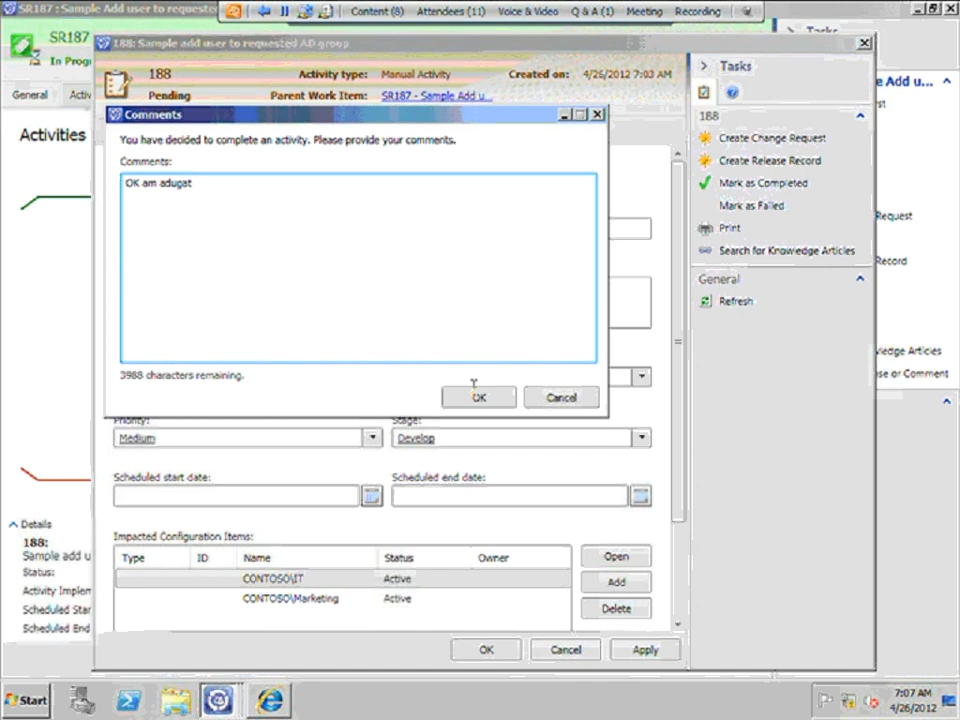 SR187 : Sample Add user to requeste
Content (8) Attendees (11) Voice & Video Q & A (1) Meeting Recording
SR187
In Prog
General Activ
Activities
188: Sample add user to requested AD group
188 Activity type: Manual Activity Created on: 4/26/2012 7:03 AM
Pending Parent Work Item: SR187 - Sample Add u...
Comments
You have decided to complete an activity. Please provide your comments.
Comments:
OK am adugat
3988 characters remaining.
OK Cancel
Priority: Stage:
Medium Develop
Scheduled start date: Scheduled end date:
Impacted Configuration Items:
Type ID Name Status Owner
CONTOSO\IT Active
CONTOSO\Marketing Active
Open
Add
Delete
OK Cancel Apply
Tasks
188
Create Change Request
Create Release Record
Mark as Completed
Mark as Failed
Print
Search for Knowledge Articles
General
Refresh
Tasks
e Add u...
Request
Record
wledge Articles
se or Comment
Details
188:
Sample add u
Status:
Activity Implem
Scheduled Star
Scheduled End
Start
7:07 AM
4/26/2012